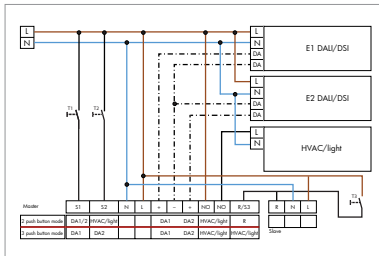 L
N
L
N
DA
DA
E1 DALI/DSI
L
N
DA
DA
E2 DALI/DSI
L
N
HVAC/light
T1
T2
T3
Master
S1 S2 N L + – + NO NO R/S3 R N L
2 push button mode DA1/2 HVAC/light DA1 DA2 HVAC/light R
2 push button mode DA1 DA2 DA1 DA2 HVAC/light HVAC/light
Slave